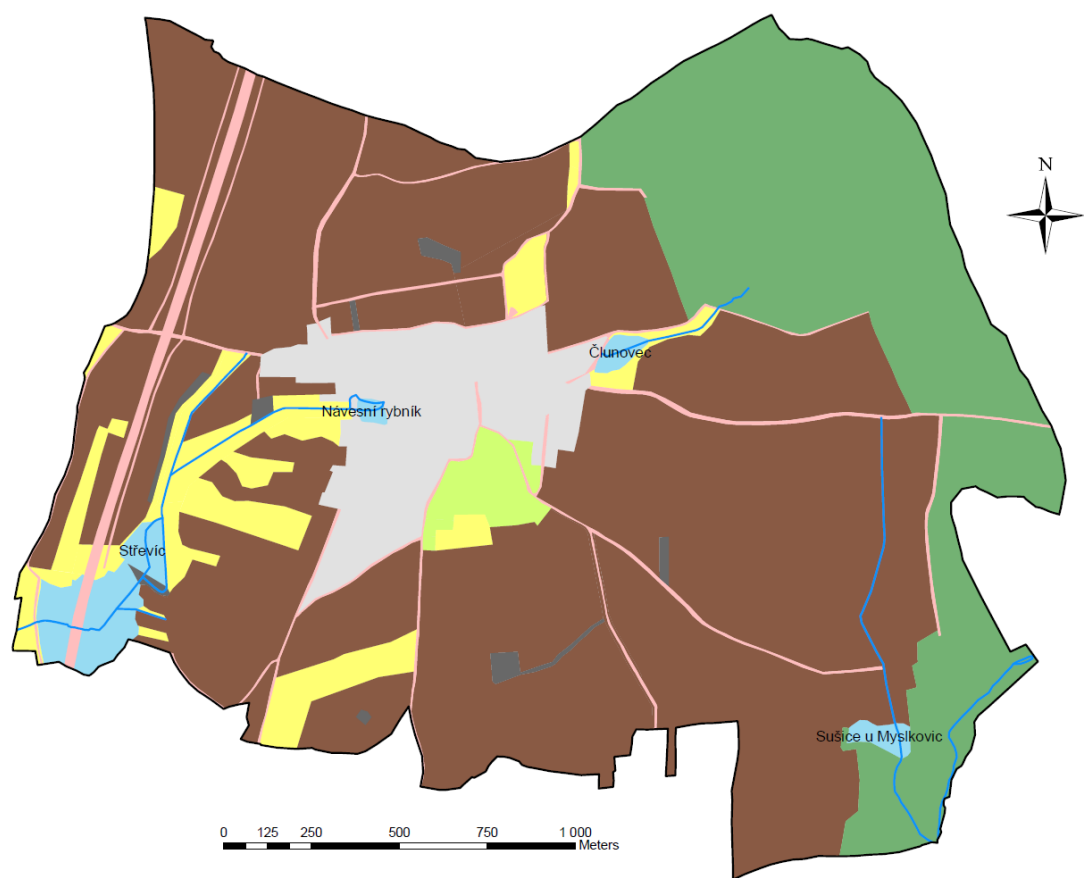 N
Člunovec
Návesní rybník
Střevíc
Sušice u Myslkovic
0 125 250 500 750 1 000
Meters